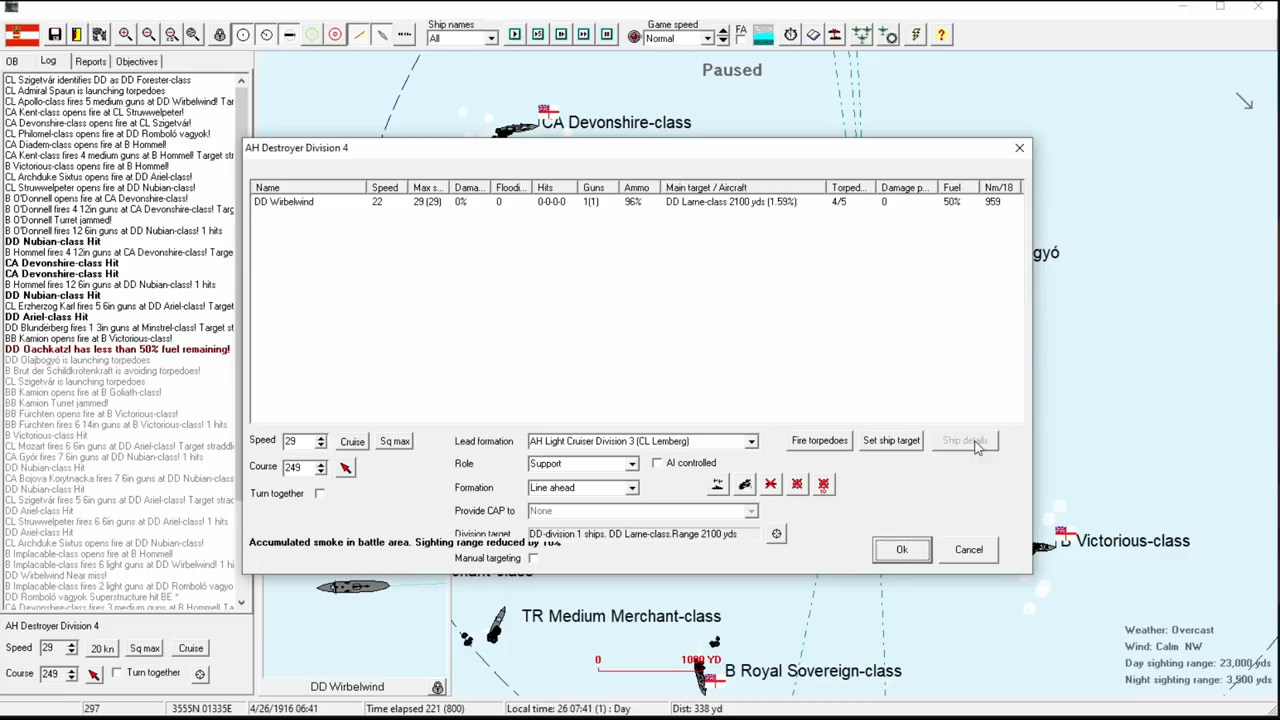 Ship names
All
Game speed
Normal
FA
OB
Log
Reports
Objectives
Paused
CL Szigetvár identifies DD as DD Forester-class
CL Admiral Spaun is launching torpedoes
CL Apollo-class fires 5 medium guns at DD Wirbelwind! Tar
CA Kent-class opens fire at CL Struwwelpeter!
CA Devonshire-class opens fire at CL Szigetvár!
CL Philomel-class opens fire at DD Romboló vagyok!
CA Diadem-class opens fire at B Hommel!
CA Kent-class fires 4 medium guns at B Hommel! Target str
B Victorious-class opens fire at B Hommel!
CL Archduke Sixtus opens fire at DD Ariel-class!
CL Struwwelpeter opens fire at DD Nubian-class!
B O'Donnell opens fire at CA Devonshire-class!
B O'Donnell fires 4 12in guns at CA Devonshire-class! Targ
B O'Donnell Turret jammed!
B O'Donnell fires 12 6in guns at DD Nubian-class! 1 hits
DD Nubian-class Hit
B Hommel fires 4 12in guns at CA Devonshire-class! Targe
CA Devonshire-class Hit
CA Devonshire-class Hit
B Hommel fires 12 6in guns at DD Nubian-class! 1 hits
DD Nubian-class Hit
CL Erzherzog Karl fires 5 6in guns at DD Ariel-class! Target
DD Ariel-class Hit
DD Blunderbig fires 1 3in guns at Minstrel-class! Target st
BB Kamion opens fire at B Victorious-class!
DD Oachkatzl has less than 50% fuel remaining!
DD Olajbogyó is launching torpedoes
B Brut der Schildkrötenkraft is avoiding torpedoes!
CL Szigetvár is launching torpedoes
BB Kamion opens fire at B Goliath-class!
BB Kamion Turret jammed!
BB Fürchten opens fire at B Victorious-class!
BB Fürchten fires 6 14in guns at B Victorious-class! 1 hits
B Victorious-class Hit
CL Mozart fires 6 6in guns at DD Ariel-class! Target straddl
CA Győr fires 7 6in guns at DD Nubian-class! 1 hits
DD Nubian-class Hit
CA Bojova Korytnacka fires 7 6in guns at DD Nubian-class!
DD Nubian-class Hit
CL Szigetvár fires 5 6in guns at DD Ariel-class! Target strad
DD Ariel-class Hit
CL Struwwelpeter fires 6 6in guns at DD Ariel-class! 1 hits
DD Ariel-class Hit
B Implacable-class opens fire at B Hommel!
B Implacable-class fires 6 light guns at DD Wirbelwind! 1 hi
DD Wirbelwind Near miss!
B Implacable-class fires 2 light guns at DD Romboló vagyo
DD Romboló vagyok Superstructure hit BE *
CA Devonshire-class fires 3 medium guns at B Hommel! Tar
CA Devonshire-class
AH Destroyer Division 4
Name Speed Max s... Dama... Floodi... Hits Guns Ammo Main target / Aircraft Torped... Damage p... Fuel Nm/18
DD Wirbelwind 22 29 (29) 0% 0 0-0-0-0 1(1) 96% DD Larne-class 2100 yds (1.59%) 4/5 0 50% 959
gyó
Speed 29 Cruise Sq max
Course 249
Turn together
Lead formation AH Light Cruiser Division 3 (CL Lemberg)
Role Support AI controlled
Formation Line ahead
Provide CAP to None
Division target DD-division 1 ships. DD Larne-class.Range 2100 yds
Manual targeting
Fire torpedoes Set ship target Ship details
10
Accumulated smoke in battle area. Sighting range reduced by 10%
Ok Cancel
B Victorious-class
chant-class
TR Medium Merchant-class
0 1000 YD
B Royal Sovereign-class
Weather: Overcast
Wind: Calm NW
Day sighting range: 23,000 yds
Night sighting range: 3,500 yds
AH Destroyer Division 4
Speed 29 20 kn Sq max Cruise
Course 249 Turn together
DD Wirbelwind
297 3555N 01335E 4/26/1916 06:41 Time elapsed 221 (800) Local time: 26 07:41 (1) : Day Dist: 338 yd